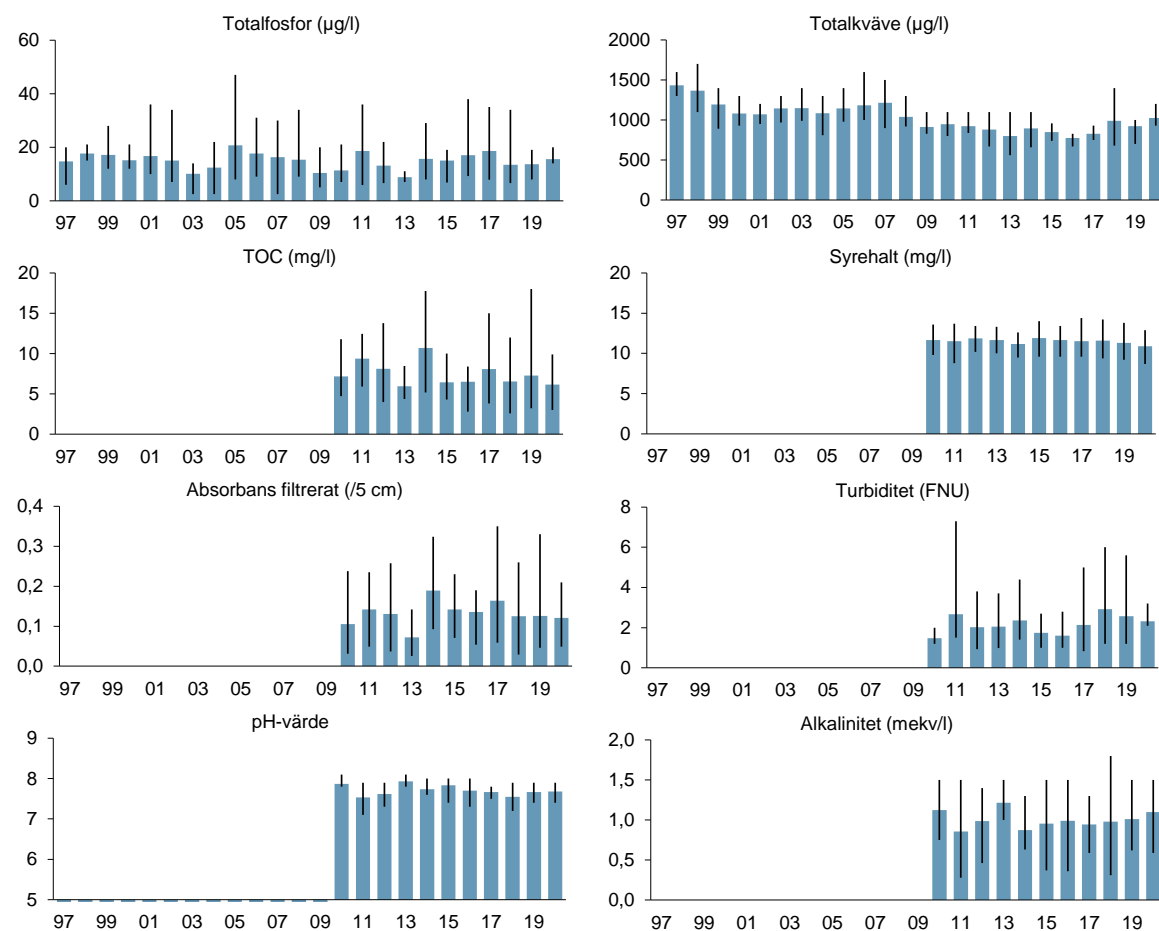 Totalfosfor (µg/l)
60
40
20
0
97 99 01 03 05 07 09 11 13 15 17 19
Totalkväve (µg/l)
2000
1500
1000
500
0
97 99 01 03 05 07 09 11 13 15 17 19
TOC (mg/l)
20
15
10
5
0
97 99 01 03 05 07 09 11 13 15 17 19
Syrehalt (mg/l)
20
15
10
5
0
97 99 01 03 05 07 09 11 13 15 17 19
Absorbans filtrerat (/5 cm)
0,4
0,3
0,2
0,1
0,0
97 99 01 03 05 07 09 11 13 15 17 19
Turbiditet (FNU)
8
6
4
2
0
97 99 01 03 05 07 09 11 13 15 17 19
pH-värde
9
8
7
6
5
97 99 01 03 05 07 09 11 13 15 17 19
Alkalinitet (mekv/l)
2,0
1,5
1,0
0,5
0,0
97 99 01 03 05 07 09 11 13 15 17 19